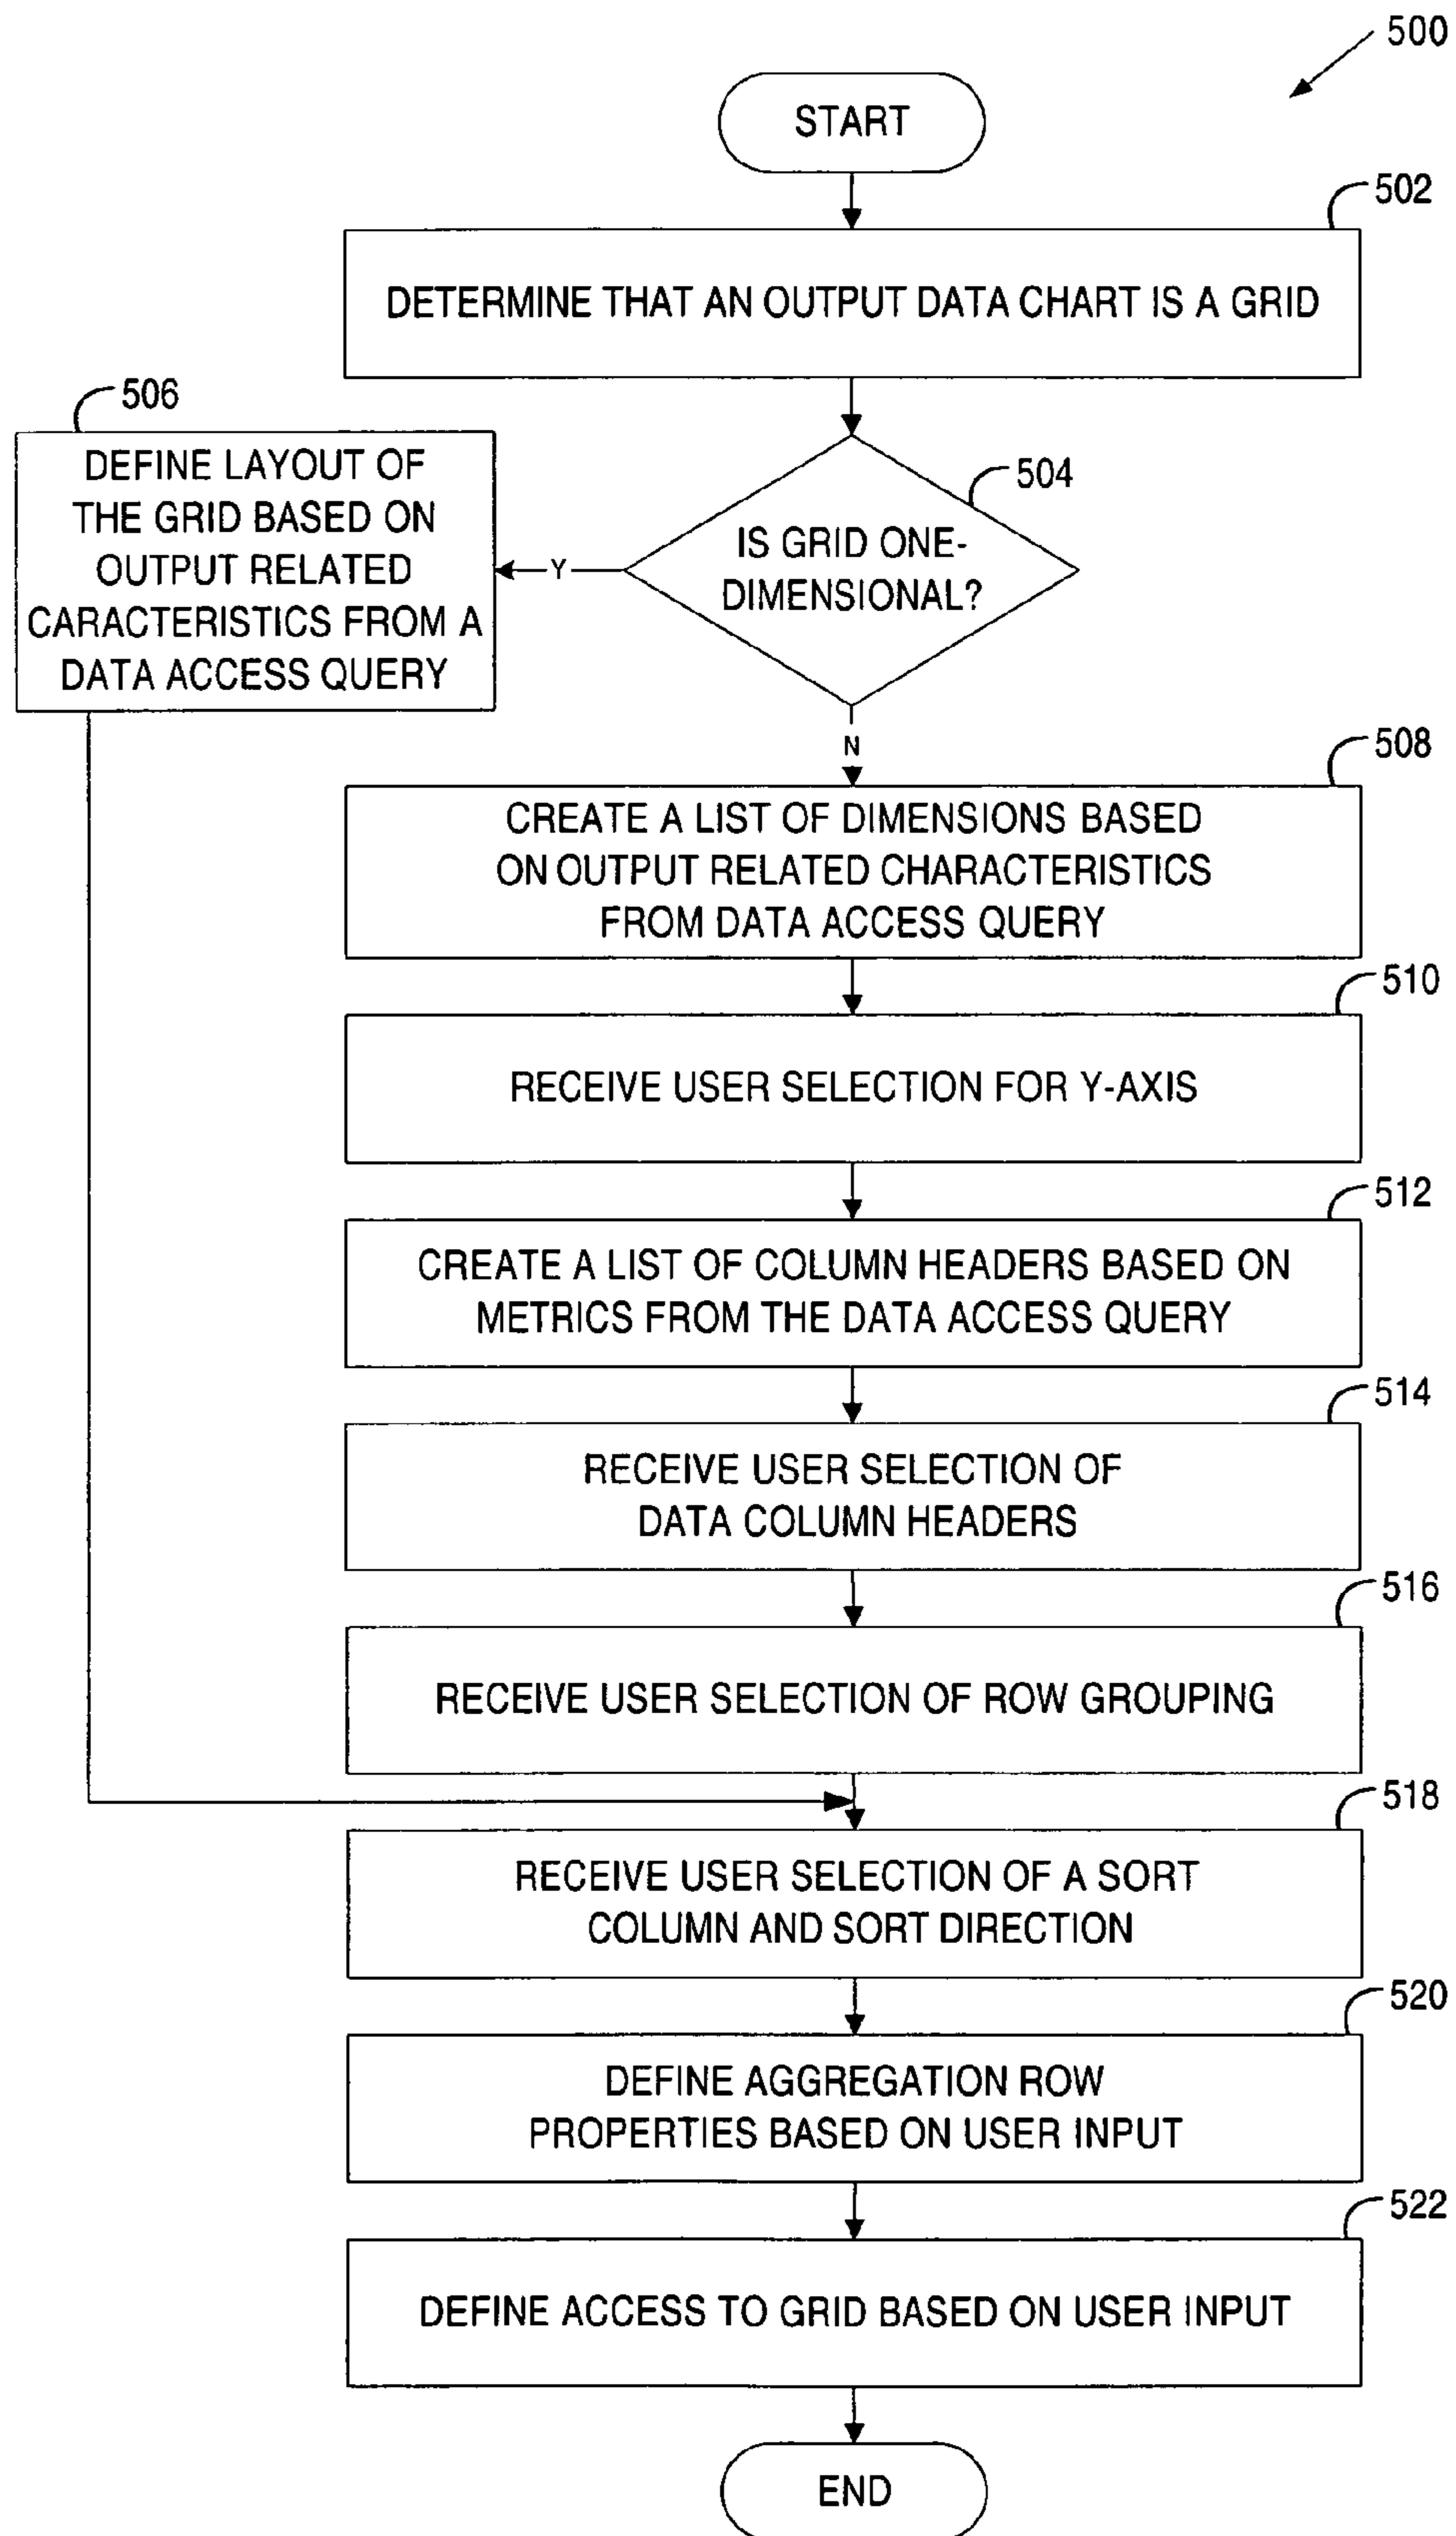 500
START
502
DETERMINE THAT AN OUTPUT DATA CHART IS A GRID
506
DEFINE LAYOUT OF
THE GRID BASED ON
OUTPUT RELATED
CARACTERISTICS FROM A
DATA ACCESS QUERY
504
IS GRID ONE-
DIMENSIONAL?
Y
N
508
CREATE A LIST OF DIMENSIONS BASED
ON OUTPUT RELATED CHARACTERISTICS
FROM DATA ACCESS QUERY
510
RECEIVE USER SELECTION FOR Y-AXIS
512
CREATE A LIST OF COLUMN HEADERS BASED ON
METRICS FROM THE DATA ACCESS QUERY
514
RECEIVE USER SELECTION OF
DATA COLUMN HEADERS
516
RECEIVE USER SELECTION OF ROW GROUPING
518
RECEIVE USER SELECTION OF A SORT
COLUMN AND SORT DIRECTION
520
DEFINE AGGREGATION ROW
PROPERTIES BASED ON USER INPUT
522
DEFINE ACCESS TO GRID BASED ON USER INPUT
END